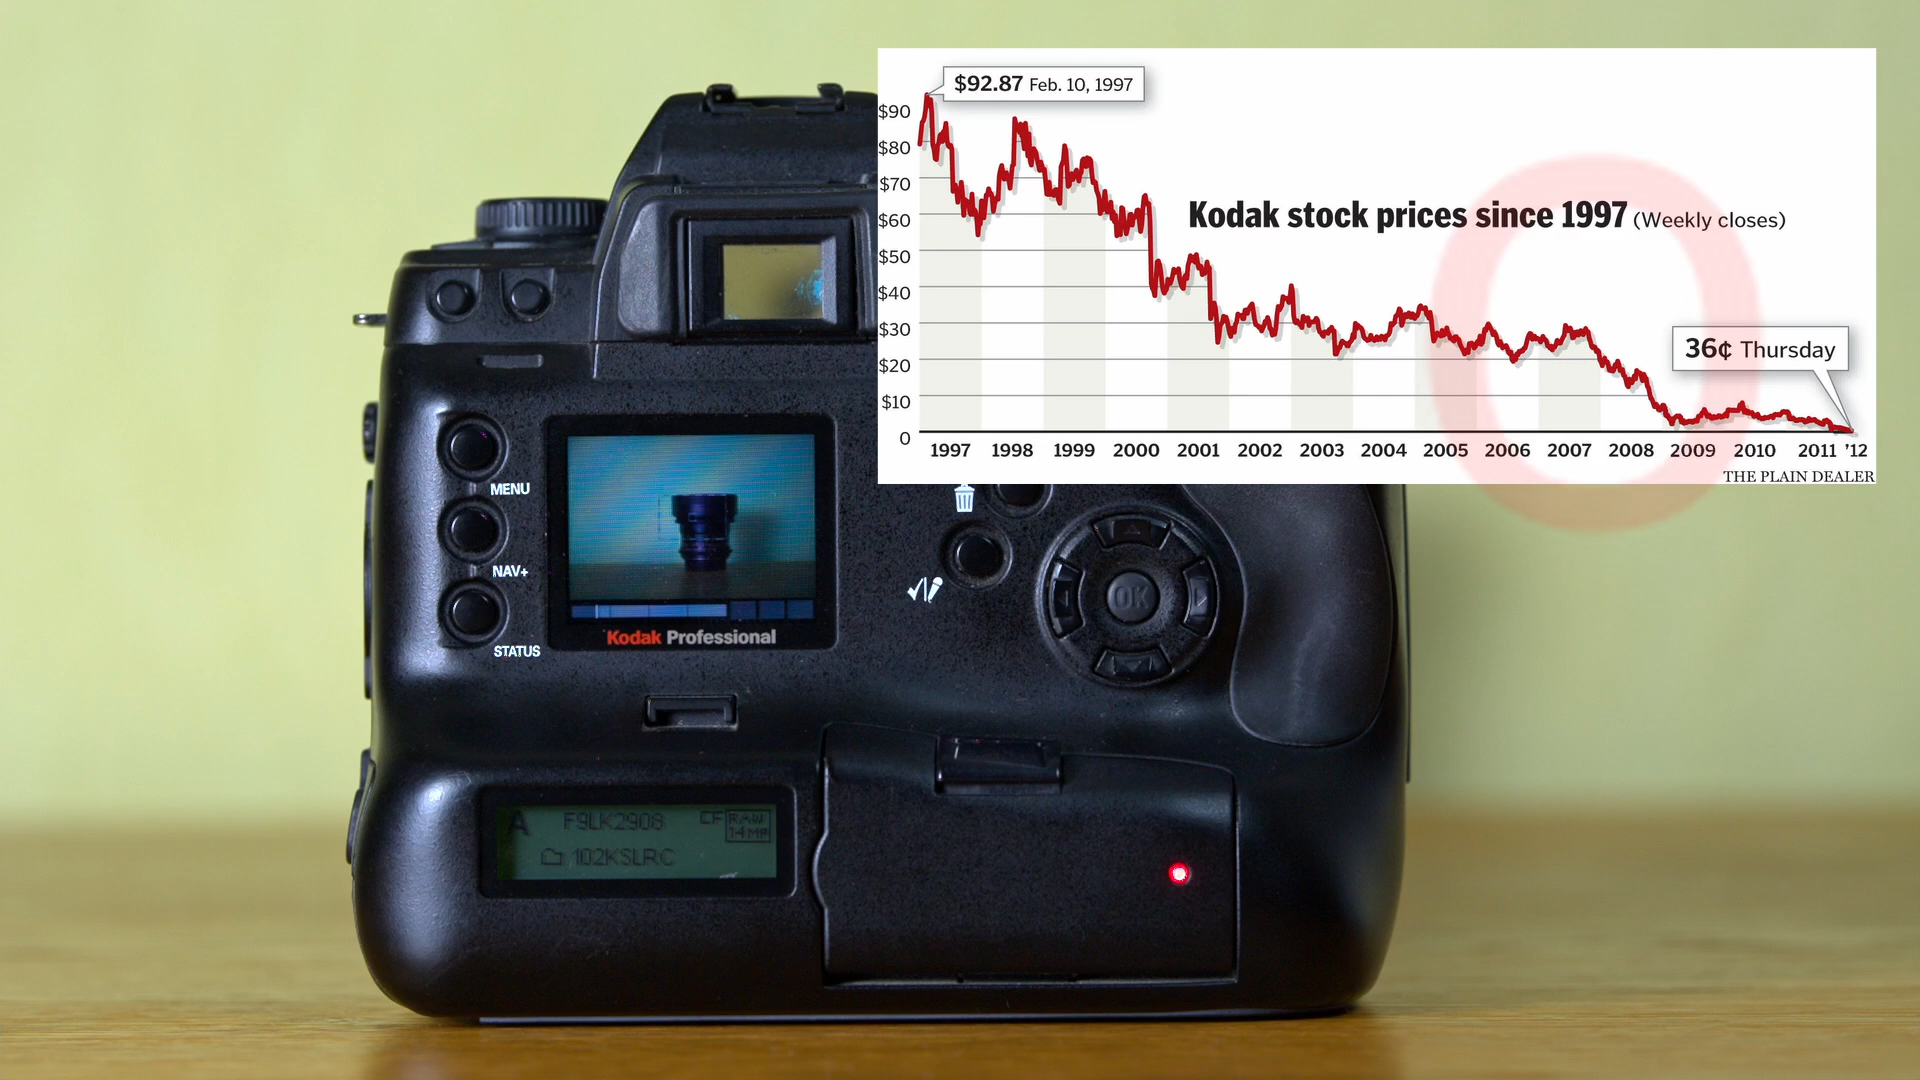 $92.87 Feb. 10, 1997
$90
$80
$70
$60
$50
$40
$30
$20
$10
0
Kodak stock prices since 1997 (Weekly closes)
36¢ Thursday
1997 1998 1999 2000 2001 2002 2003 2004 2005 2006 2007 2008 2009 2010 2011 '12
THE PLAIN DEALER
MENU
NAV+
STATUS
OK
Kodak Professional
A F9LK2908 CF RAW
14MP
102KSLRC